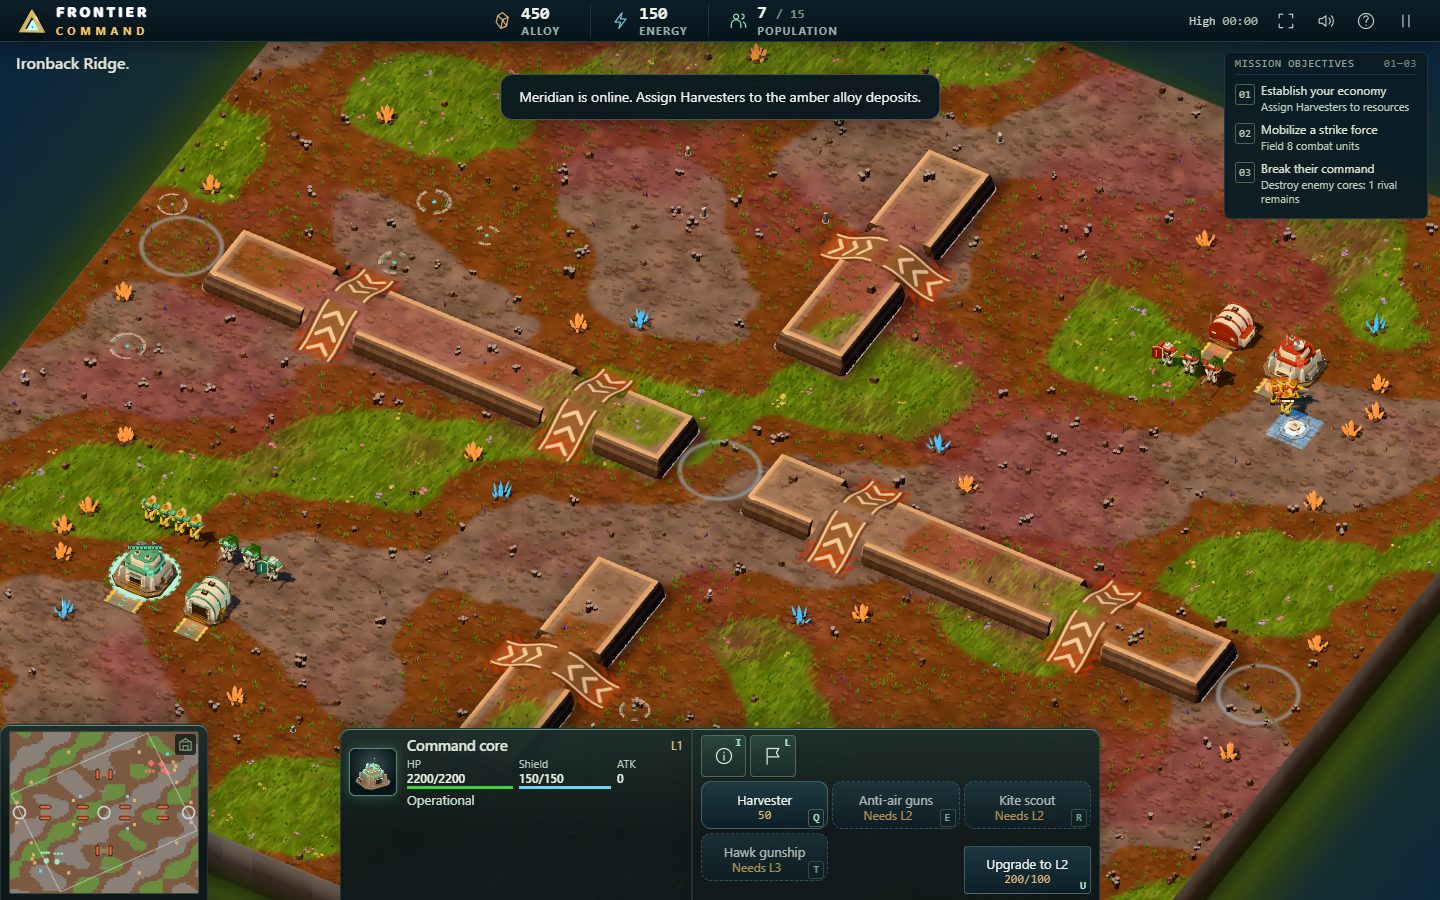 FRONTIER
COMMAND
450
ALLOY
150
ENERGY
7 / 15
POPULATION
High 00:00
Ironback Ridge.
Meridian is online. Assign Harvesters to the amber alloy deposits.
MISSION OBJECTIVES 01—03
01 Establish your economy
Assign Harvesters to resources
02 Mobilize a strike force
Field 8 combat units
03 Break their command
Destroy enemy cores: 1 rival
remains
Command core L1
HP Shield ATK
2200/2200 150/150 0
Operational
I L
Harvester
50
Q
Anti-air guns
Needs L2
E
Kite scout
Needs L2
R
Hawk gunship
Needs L3
T
Upgrade to L2
200/100
U